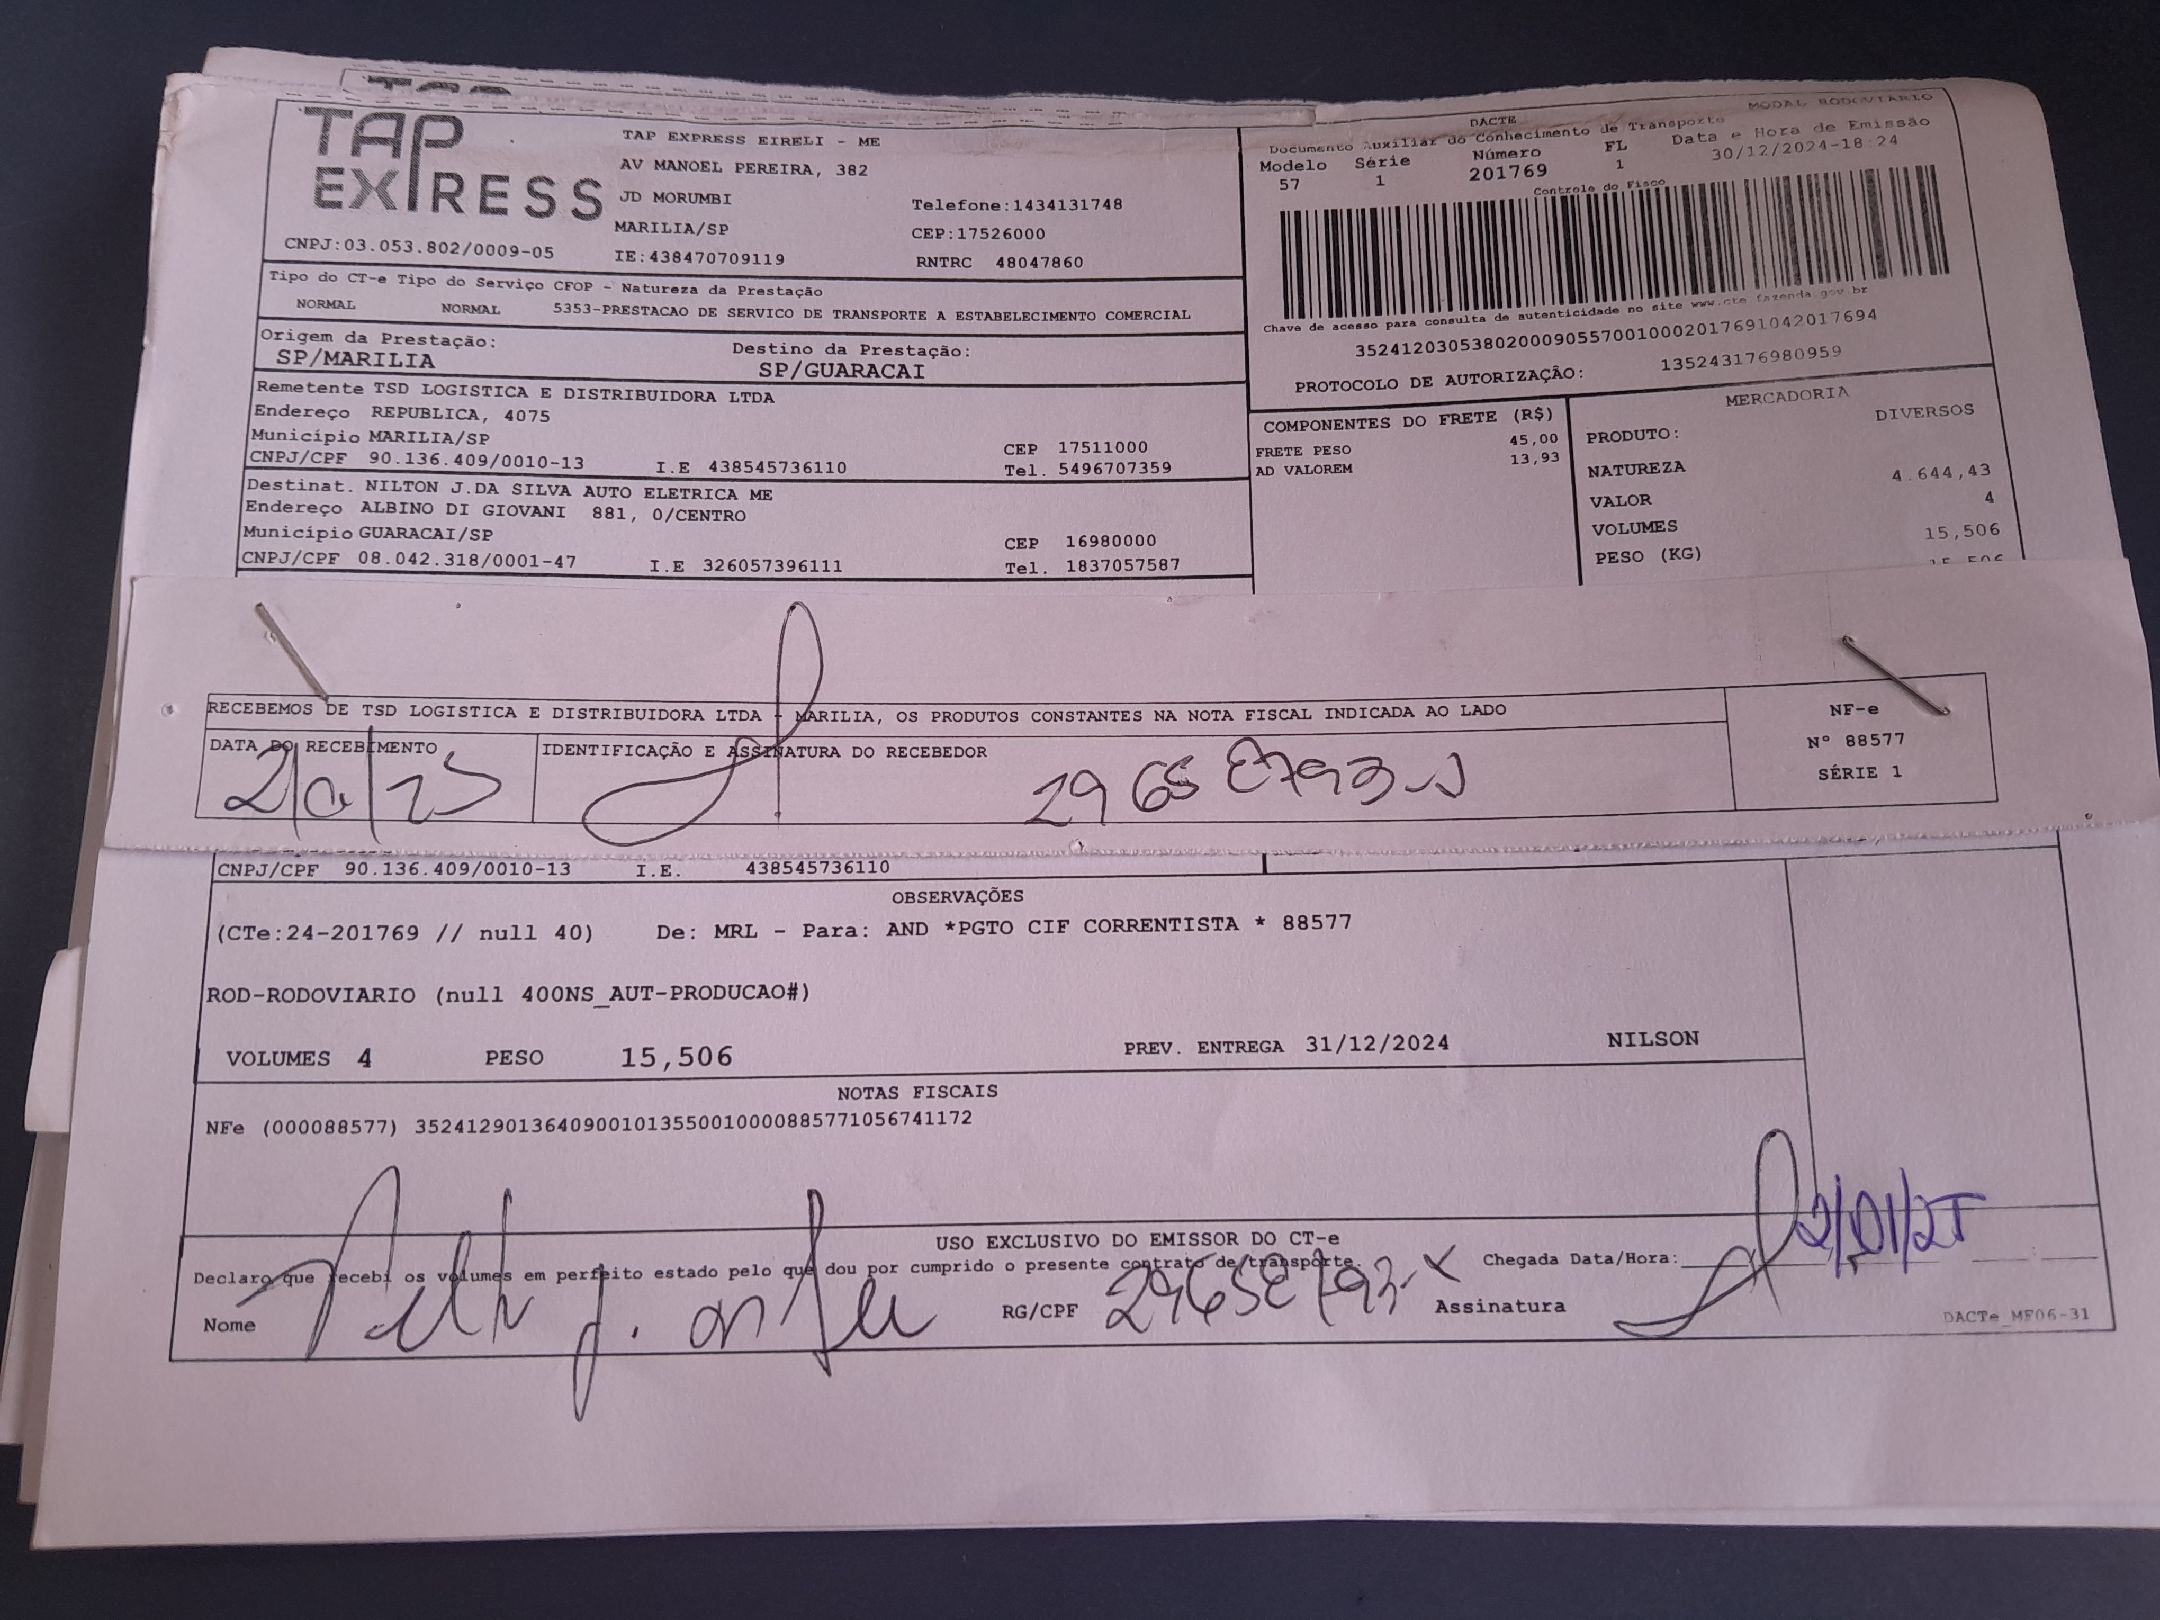 TAP EXPRESS
TAP EXPRESS EIRELI - ME
AV MANOEL PEREIRA, 382
JD MORUMBI
MARILIA/SP
Telefone:1434131748
CEP:17526000
CNPJ:03.053.802/0009-05
IE:438470709119
RNTRC 48047860
MODAL RODOVIARIO
DACTE
Documento Auxiliar do Conhecimento de Transporte
Modelo Série Número FL Data e Hora de Emissão
57 1 201769 1 30/12/2024-18:24
Controle do Fisco
Chave de acesso para consulta de autenticidade no site www.cte.fazenda.gov.br
35241203053802000905570010002017691042017694
PROTOCOLO DE AUTORIZAÇÃO: 135243176980959
Tipo do CT-e Tipo do Serviço CFOP - Natureza da Prestação
NORMAL NORMAL 5353-PRESTACAO DE SERVICO DE TRANSPORTE A ESTABELECIMENTO COMERCIAL
Origem da Prestação: Destino da Prestação:
SP/MARILIA SP/GUARACAI
Remetente TSD LOGISTICA E DISTRIBUIDORA LTDA
Endereço REPUBLICA, 4075
Município MARILIA/SP CEP 17511000
CNPJ/CPF 90.136.409/0010-13 I.E 438545736110 Tel. 5496707359
Destinat. NILTON J.DA SILVA AUTO ELETRICA ME
Endereço ALBINO DI GIOVANI 881, 0/CENTRO
Município GUARACAI/SP CEP 16980000
CNPJ/CPF 08.042.318/0001-47 I.E 326057396111 Tel. 1837057587
COMPONENTES DO FRETE (R$)
FRETE PESO 45,00
AD VALOREM 13,93
MERCADORIA
PRODUTO: DIVERSOS
NATUREZA
VALOR 4.644,43
VOLUMES 4
PESO (KG) 15,506
RECEBEMOS DE TSD LOGISTICA E DISTRIBUIDORA LTDA - MARILIA, OS PRODUTOS CONSTANTES NA NOTA FISCAL INDICADA AO LADO
DATA DO RECEBIMENTO IDENTIFICAÇÃO E ASSINATURA DO RECEBEDOR
NF-e
Nº 88577
SÉRIE 1
CNPJ/CPF 90.136.409/0010-13 I.E. 438545736110
OBSERVAÇÕES
(CTe:24-201769 // null 40) De: MRL - Para: AND *PGTO CIF CORRENTISTA * 88577
ROD-RODOVIARIO (null 400NS_AUT-PRODUCAO#)
VOLUMES 4 PESO 15,506 PREV. ENTREGA 31/12/2024 NILSON
NOTAS FISCAIS
NFe (000088577) 35241290136409001013550010000885771056741172
USO EXCLUSIVO DO EMISSOR DO CT-e
Declaro que recebi os volumes em perfeito estado pelo que dou por cumprido o presente contrato de transporte.
Chegada Data/Hora: 2/01/25
Nome RG/CPF Assinatura
DACTe_MF06-31